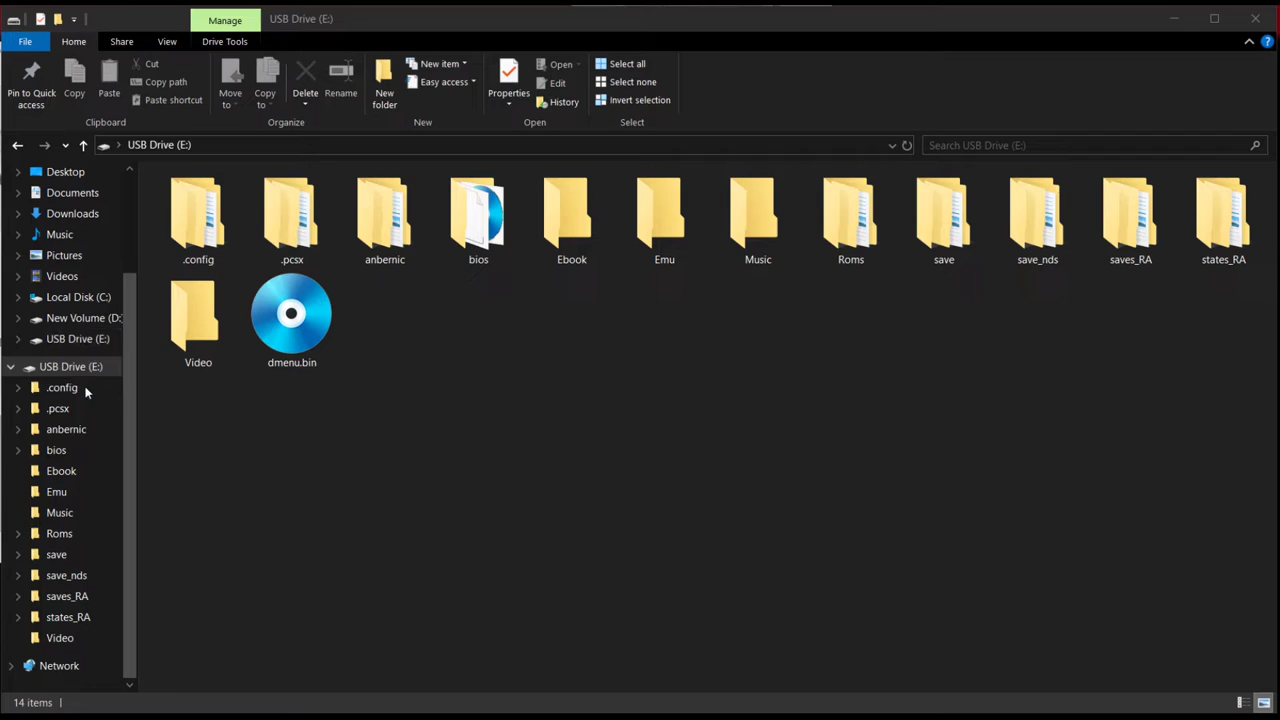 Manage
USB Drive (E:)
File
Home
Share
View
Drive Tools
Pin to Quick access
Copy
Paste
Cut
Copy path
Paste shortcut
Clipboard
Move to
Copy to
Delete
Rename
Organize
New folder
New item
Easy access
New
Properties
Open
Edit
History
Open
Select all
Select none
Invert selection
Select
USB Drive (E:)
Search USB Drive (E:)
Desktop
Documents
Downloads
Music
Pictures
Videos
Local Disk (C:)
New Volume (D:
USB Drive (E:)
USB Drive (E:)
.config
.pcsx
anbernic
bios
Ebook
Emu
Music
Roms
save
save_nds
saves_RA
states_RA
Video
Network
.config
.pcsx
anbernic
bios
Ebook
Emu
Music
Roms
save
save_nds
saves_RA
states_RA
Video
dmenu.bin
14 items